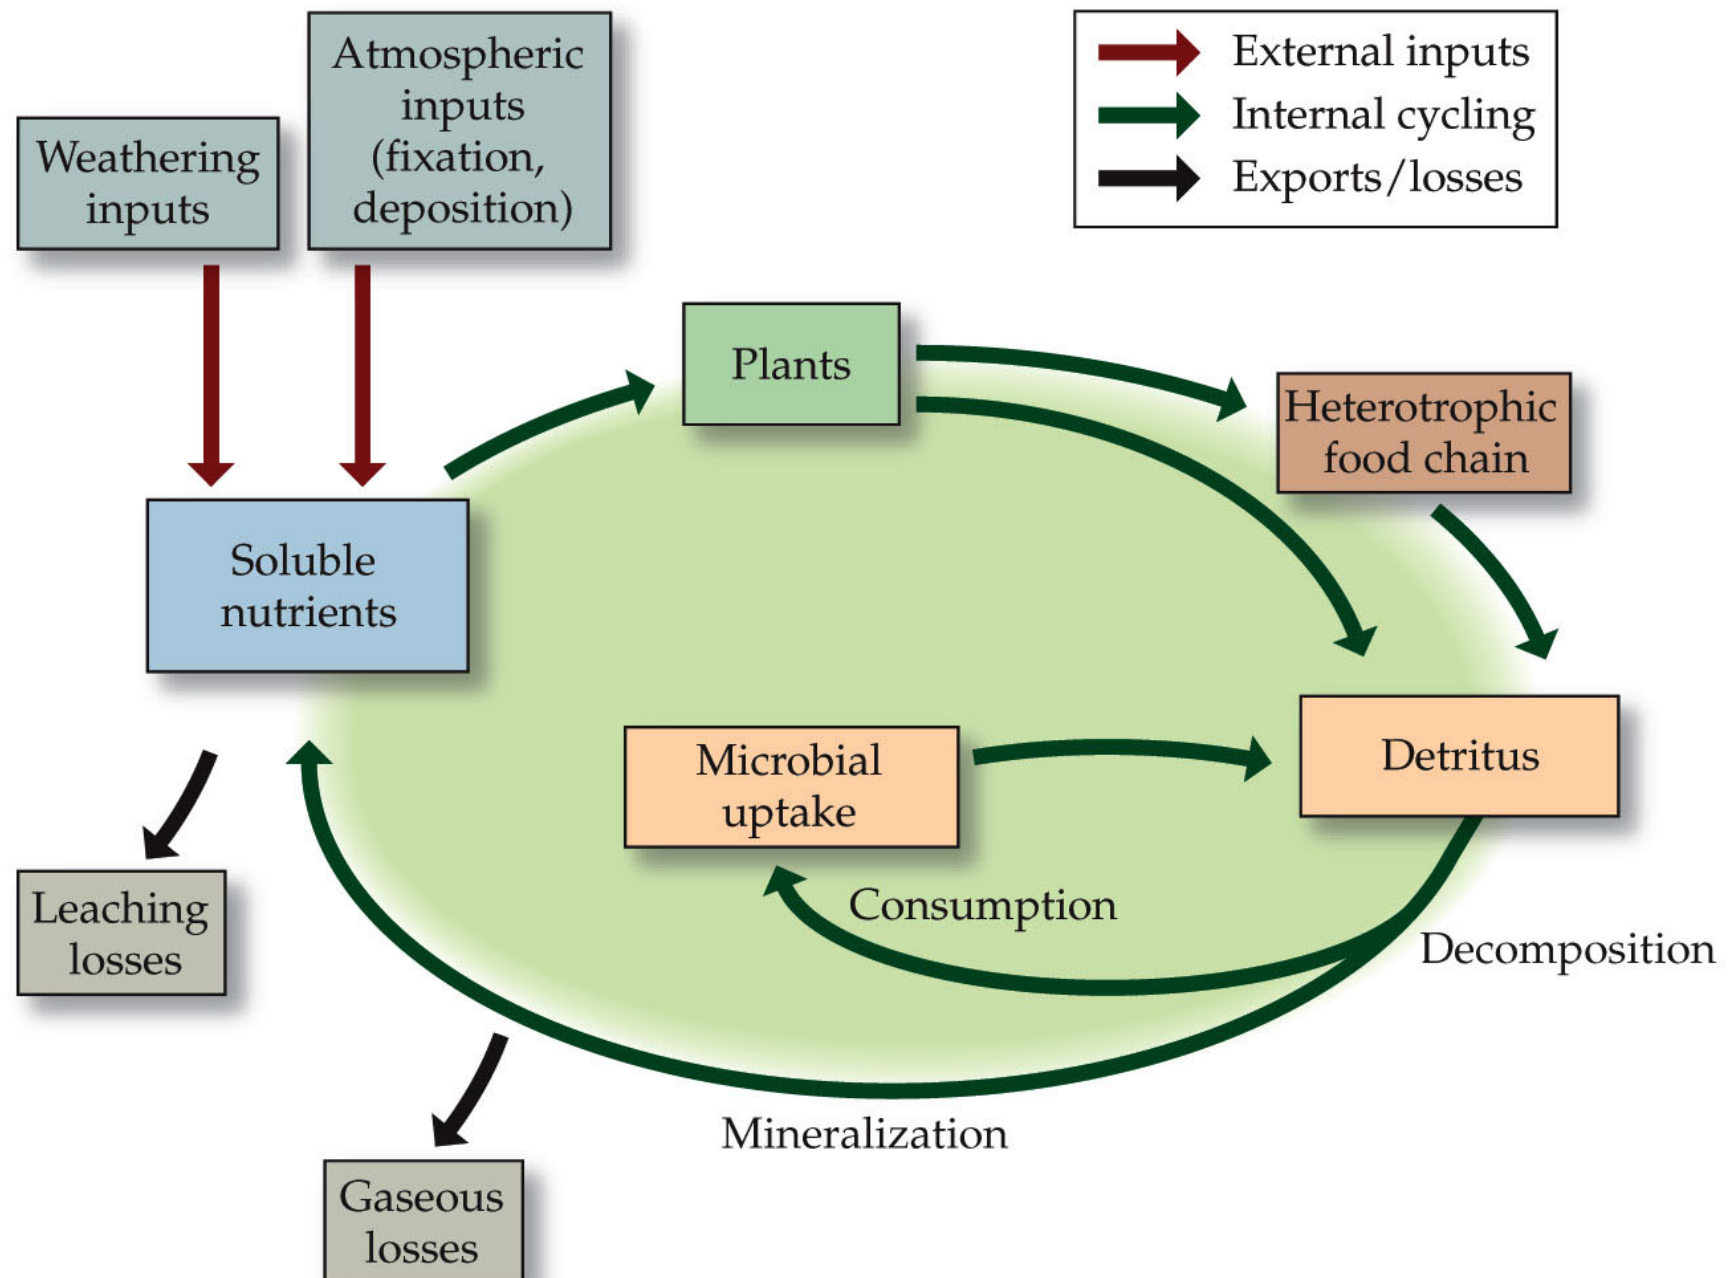 Atmospheric
inputs
(fixation,
deposition)
Weathering
inputs
External inputs
Internal cycling
Exports/losses
Plants
Heterotrophic
food chain
Soluble
nutrients
Microbial
uptake
Detritus
Consumption
Decomposition
Leaching
losses
Mineralization
Gaseous
losses